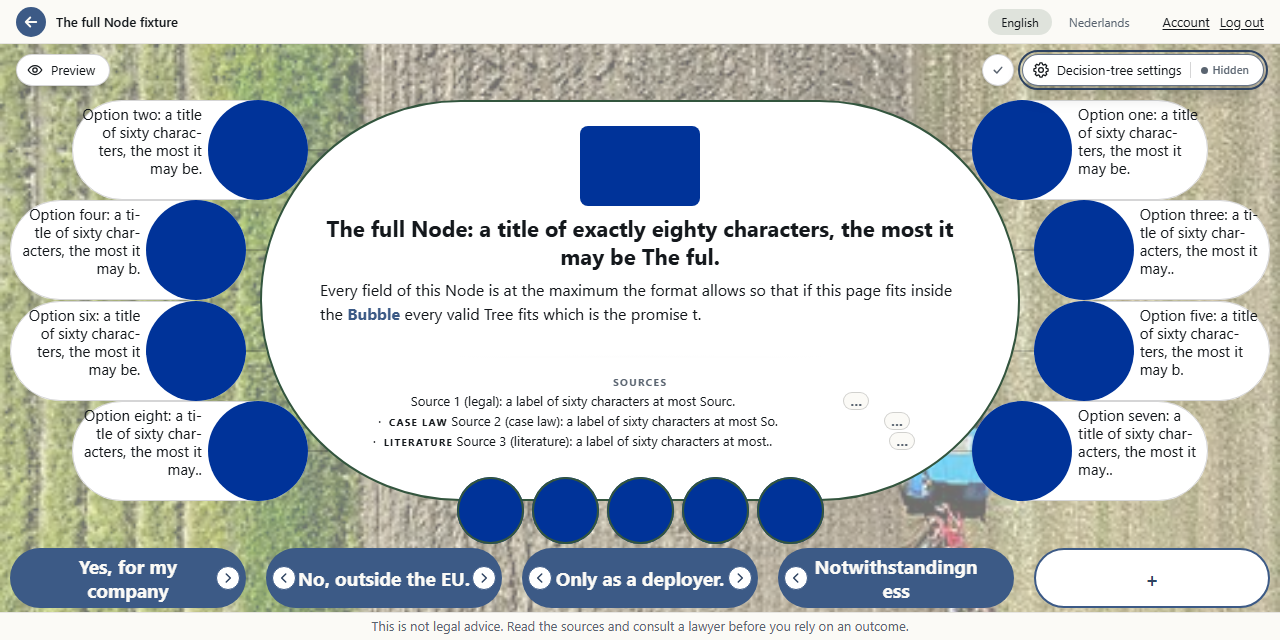 The full Node fixture
English
Nederlands
Account
Log out
Preview
Decision-tree settings
Hidden
Option two: a title
of sixty charac-
ters, the most it
may be.
Option four: a ti-
tle of sixty char-
acters, the most it
may b.
Option six: a title
of sixty charac-
ters, the most it
may be.
Option eight: a ti-
tle of sixty char-
acters, the most it
may..
The full Node: a title of exactly eighty characters, the most it
may be The ful.
Every field of this Node is at the maximum the format allows so that if this page fits inside
the Bubble every valid Tree fits which is the promise t.
SOURCES
Source 1 (legal): a label of sixty characters at most Sourc.
...
· CASE LAW Source 2 (case law): a label of sixty characters at most So.
...
· LITERATURE Source 3 (literature): a label of sixty characters at most..
...
Option one: a title
of sixty charac-
ters, the most it
may be.
Option three: a ti-
tle of sixty char-
acters, the most it
may..
Option five: a title
of sixty charac-
ters, the most it
may b.
Option seven: a
title of sixty char-
acters, the most it
may..
Yes, for my
company
No, outside the EU.
Only as a deployer.
Notwithstandingn
ess
+
This is not legal advice. Read the sources and consult a lawyer before you rely on an outcome.